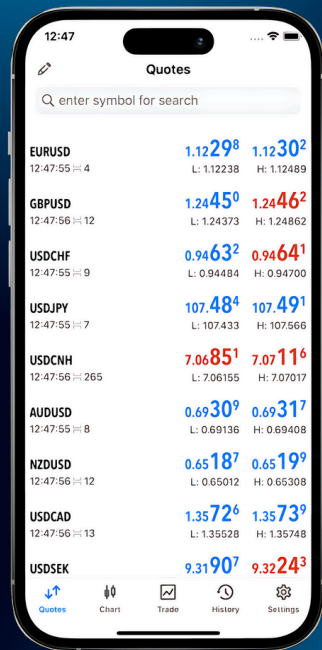 12:47
Quotes
enter symbol for search
EURUSD 1.12298 1.12302
12:47:55 4 L: 1.12238 H: 1.12489
GBPUSD 1.24450 1.24462
12:47:56 12 L: 1.24373 H: 1.24862
USDCHF 0.94632 0.94641
12:47:55 9 L: 0.94484 H: 0.94700
USDJPY 107.484 107.491
12:47:55 7 L: 107.433 H: 107.566
USDCNH 7.06851 7.07116
12:47:56 265 L: 7.06155 H: 7.07017
AUDUSD 0.69309 0.69317
12:47:55 8 L: 0.69136 H: 0.69408
NZDUSD 0.65187 0.65199
12:47:56 12 L: 0.65012 H: 0.65308
USDCAD 1.35726 1.35739
12:47:56 13 L: 1.35528 H: 1.35748
USDSEK 9.31907 9.32243
Quotes Chart Trade History Settings